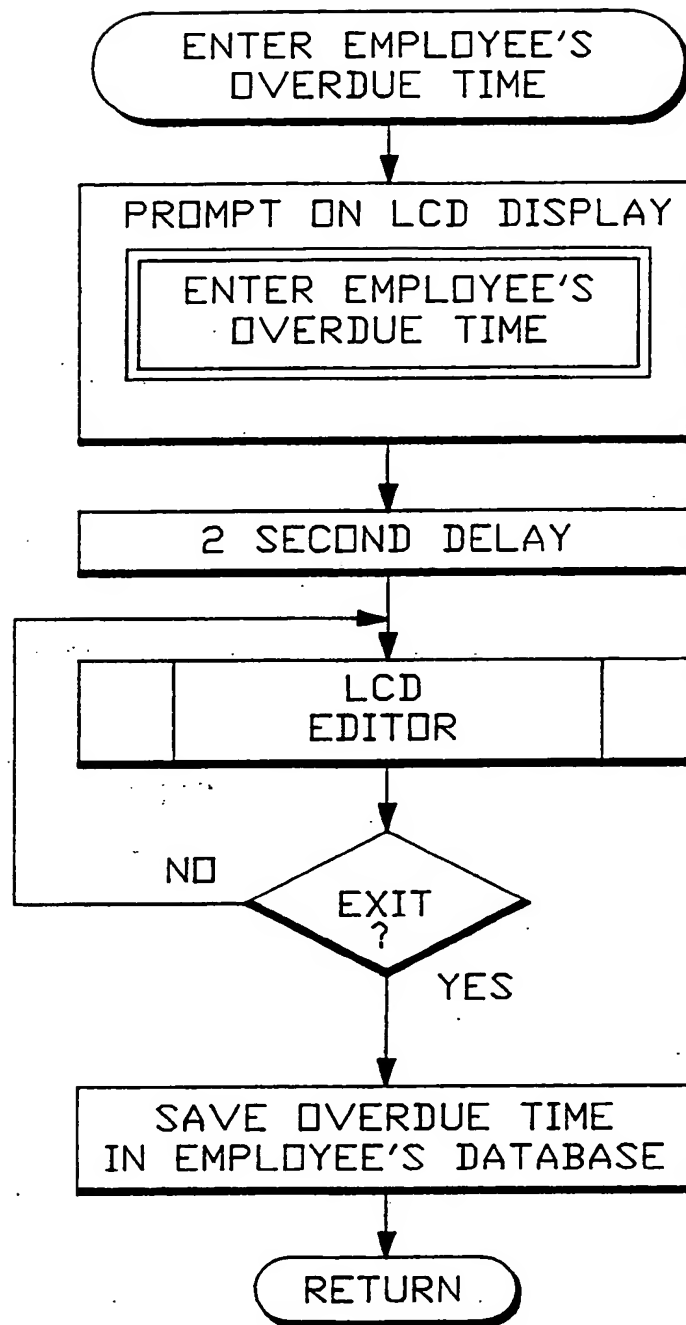 ENTER EMPLOYEE'S
OVERDUE TIME
PROMPT ON LCD DISPLAY
ENTER EMPLOYEE'S
OVERDUE TIME
2 SECOND DELAY
LCD
EDITOR
NO
EXIT
?
YES
SAVE OVERDUE TIME
IN EMPLOYEE'S DATABASE
RETURN